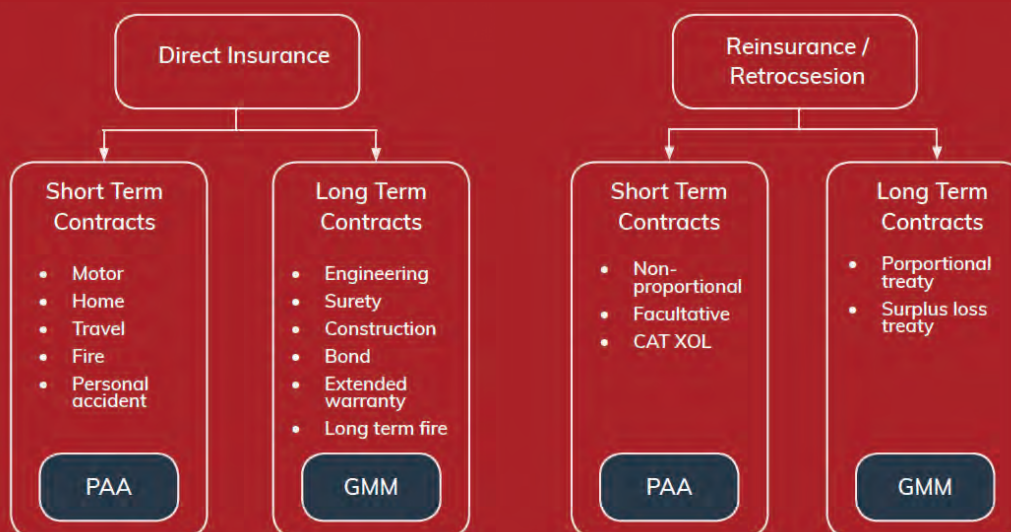 Direct Insurance
Reinsurance /
Retrocsesion
Short Term
Contracts
• Motor
• Home
• Travel
• Fire
• Personal
accident
PAA
Long Term
Contracts
• Engineering
• Surety
• Construction
• Bond
• Extended
warranty
• Long term fire
GMM
Short Term
Contracts
• Non-
proportional
• Facultative
• CAT XOL
PAA
Long Term
Contracts
• Porportional
treaty
• Surplus loss
treaty
GMM